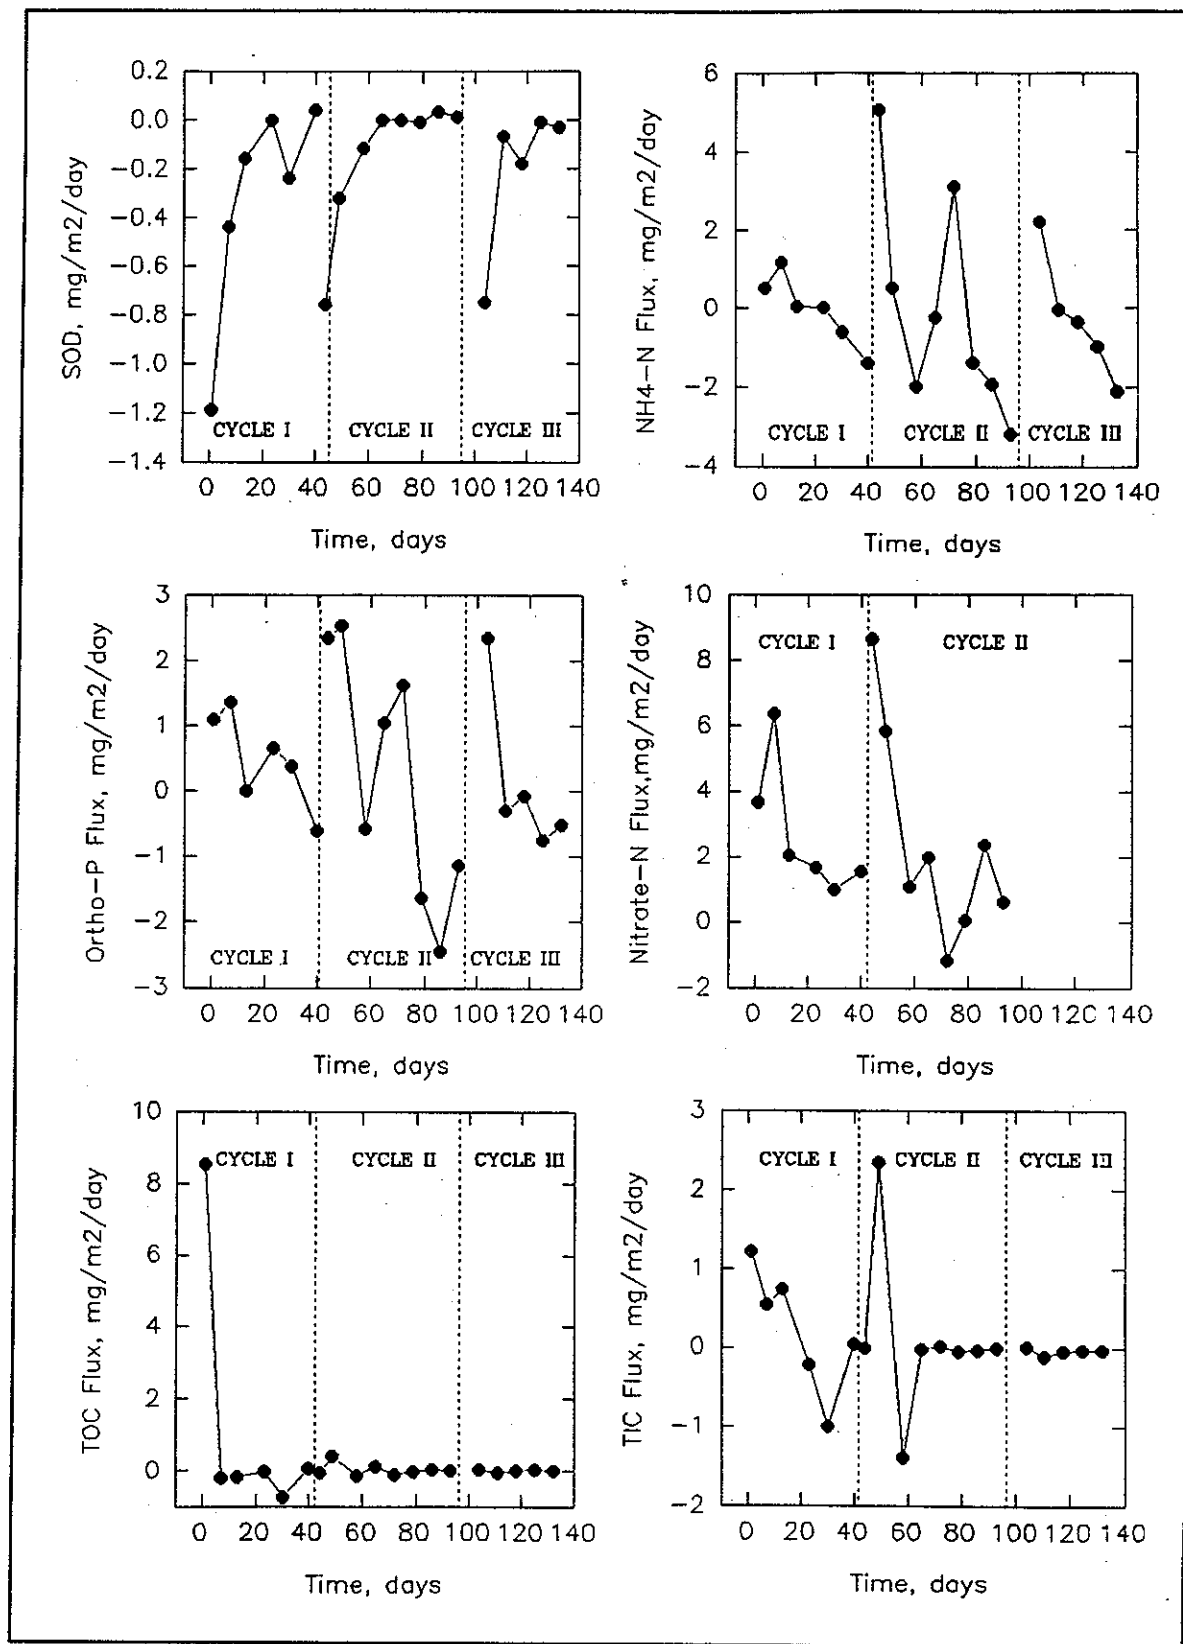 0.2
0.0
−0.2
−0.4
−0.6
−0.8
−1.0
−1.2
−1.4
SOD, mg/m2/day
CYCLE I CYCLE II CYCLE III
0 20 40 60 80 100 120 140
Time, days
6
4
2
0
−2
−4
NH4−N Flux, mg/m2/day
CYCLE I CYCLE II CYCLE III
0 20 40 60 80 100 120 140
Time, days
3
2
1
0
−1
−2
−3
Ortho−P Flux, mg/m2/day
CYCLE I CYCLE II CYCLE III
0 20 40 60 80 100 120 140
Time, days
10
8
6
4
2
0
−2
Nitrate−N Flux,mg/m2/day
CYCLE I CYCLE II
0 20 40 60 80 100 120 140
Time, days
10
8
6
4
2
0
TOC Flux, mg/m2/day
CYCLE I CYCLE II CYCLE III
0 20 40 60 80 100 120 140
Time, days
3
2
1
0
−1
−2
TIC Flux, mg/m2/day
CYCLE I CYCLE II CYCLE III
0 20 40 60 80 100 120 140
Time, days